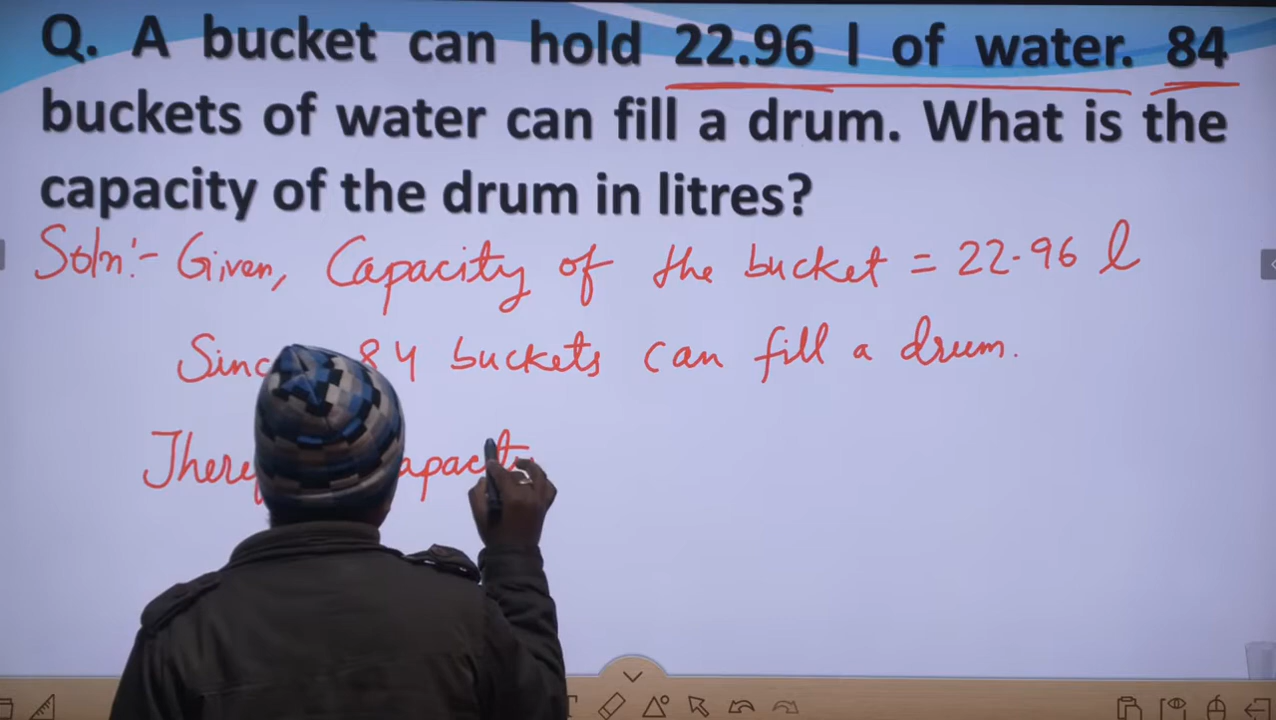 Q. A bucket can hold 22.96 l of water. 84
buckets of water can fill a drum. What is the
capacity of the drum in litres?
Soln:- Given, Capacity of the bucket = 22.96 l
84 buckets can fill a drum.